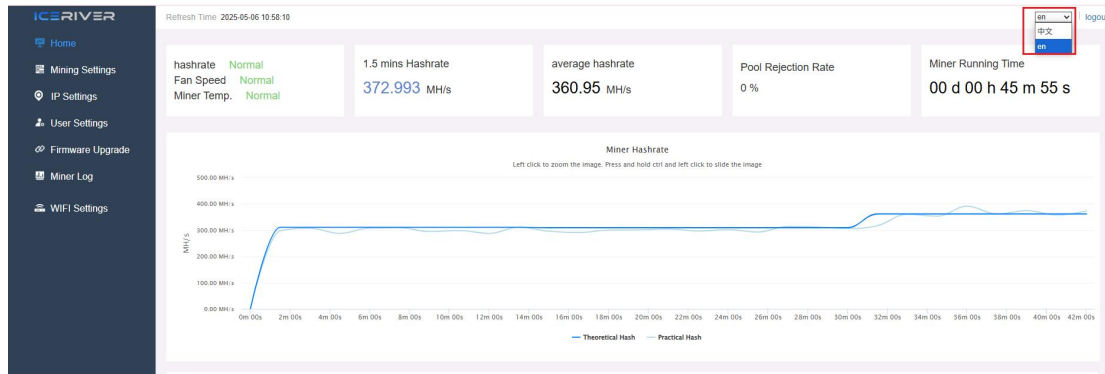 ICERIVER
Refresh Time 2025-05-06 10:58:10
en
logou
中文
en
Home
Mining Settings
IP Settings
User Settings
Firmware Upgrade
Miner Log
WIFI Settings
hashrate Normal
Fan Speed Normal
Miner Temp. Normal
1.5 mins Hashrate
372.993 MH/s
average hashrate
360.95 MH/s
Pool Rejection Rate
0 %
Miner Running Time
00 d 00 h 45 m 55 s
Miner Hashrate
Left click to zoom the image. Press and hold ctrl and left click to slide the image
MH/s
500.00 MH/s
400.00 MH/s
300.00 MH/s
200.00 MH/s
100.00 MH/s
0.00 MH/s
0m 00s 2m 00s 4m 00s 6m 00s 8m 00s 10m 00s 12m 00s 14m 00s 16m 00s 18m 00s 20m 00s 22m 00s 24m 00s 26m 00s 28m 00s 30m 00s 32m 00s 34m 00s 36m 00s 38m 00s 40m 00s 42m 00s
Theoretical Hash Practical Hash